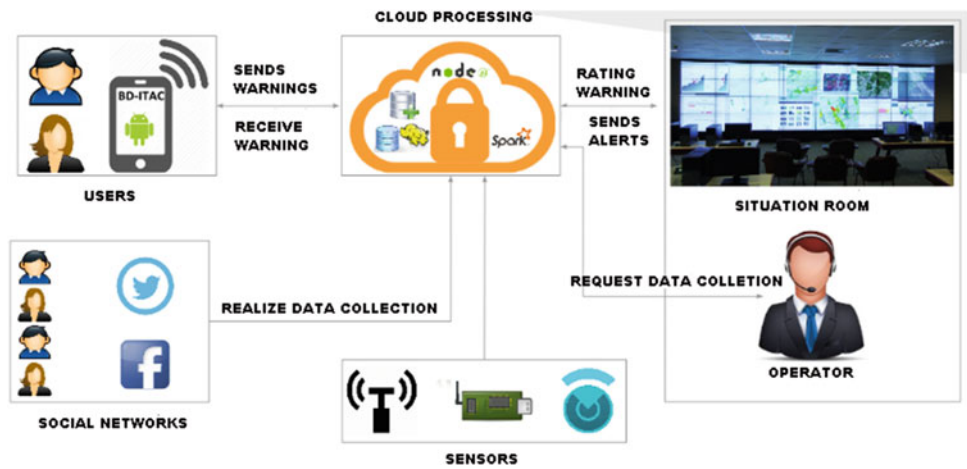 CLOUD PROCESSING
BD-ITAC
SENDS
WARNINGS
RECEIVE
WARNING
node
Spark
RATING
WARNING
SENDS
ALERTS
USERS
SITUATION ROOM
REALIZE DATA COLLECTION
REQUEST DATA COLLETION
OPERATOR
SOCIAL NETWORKS
SENSORS